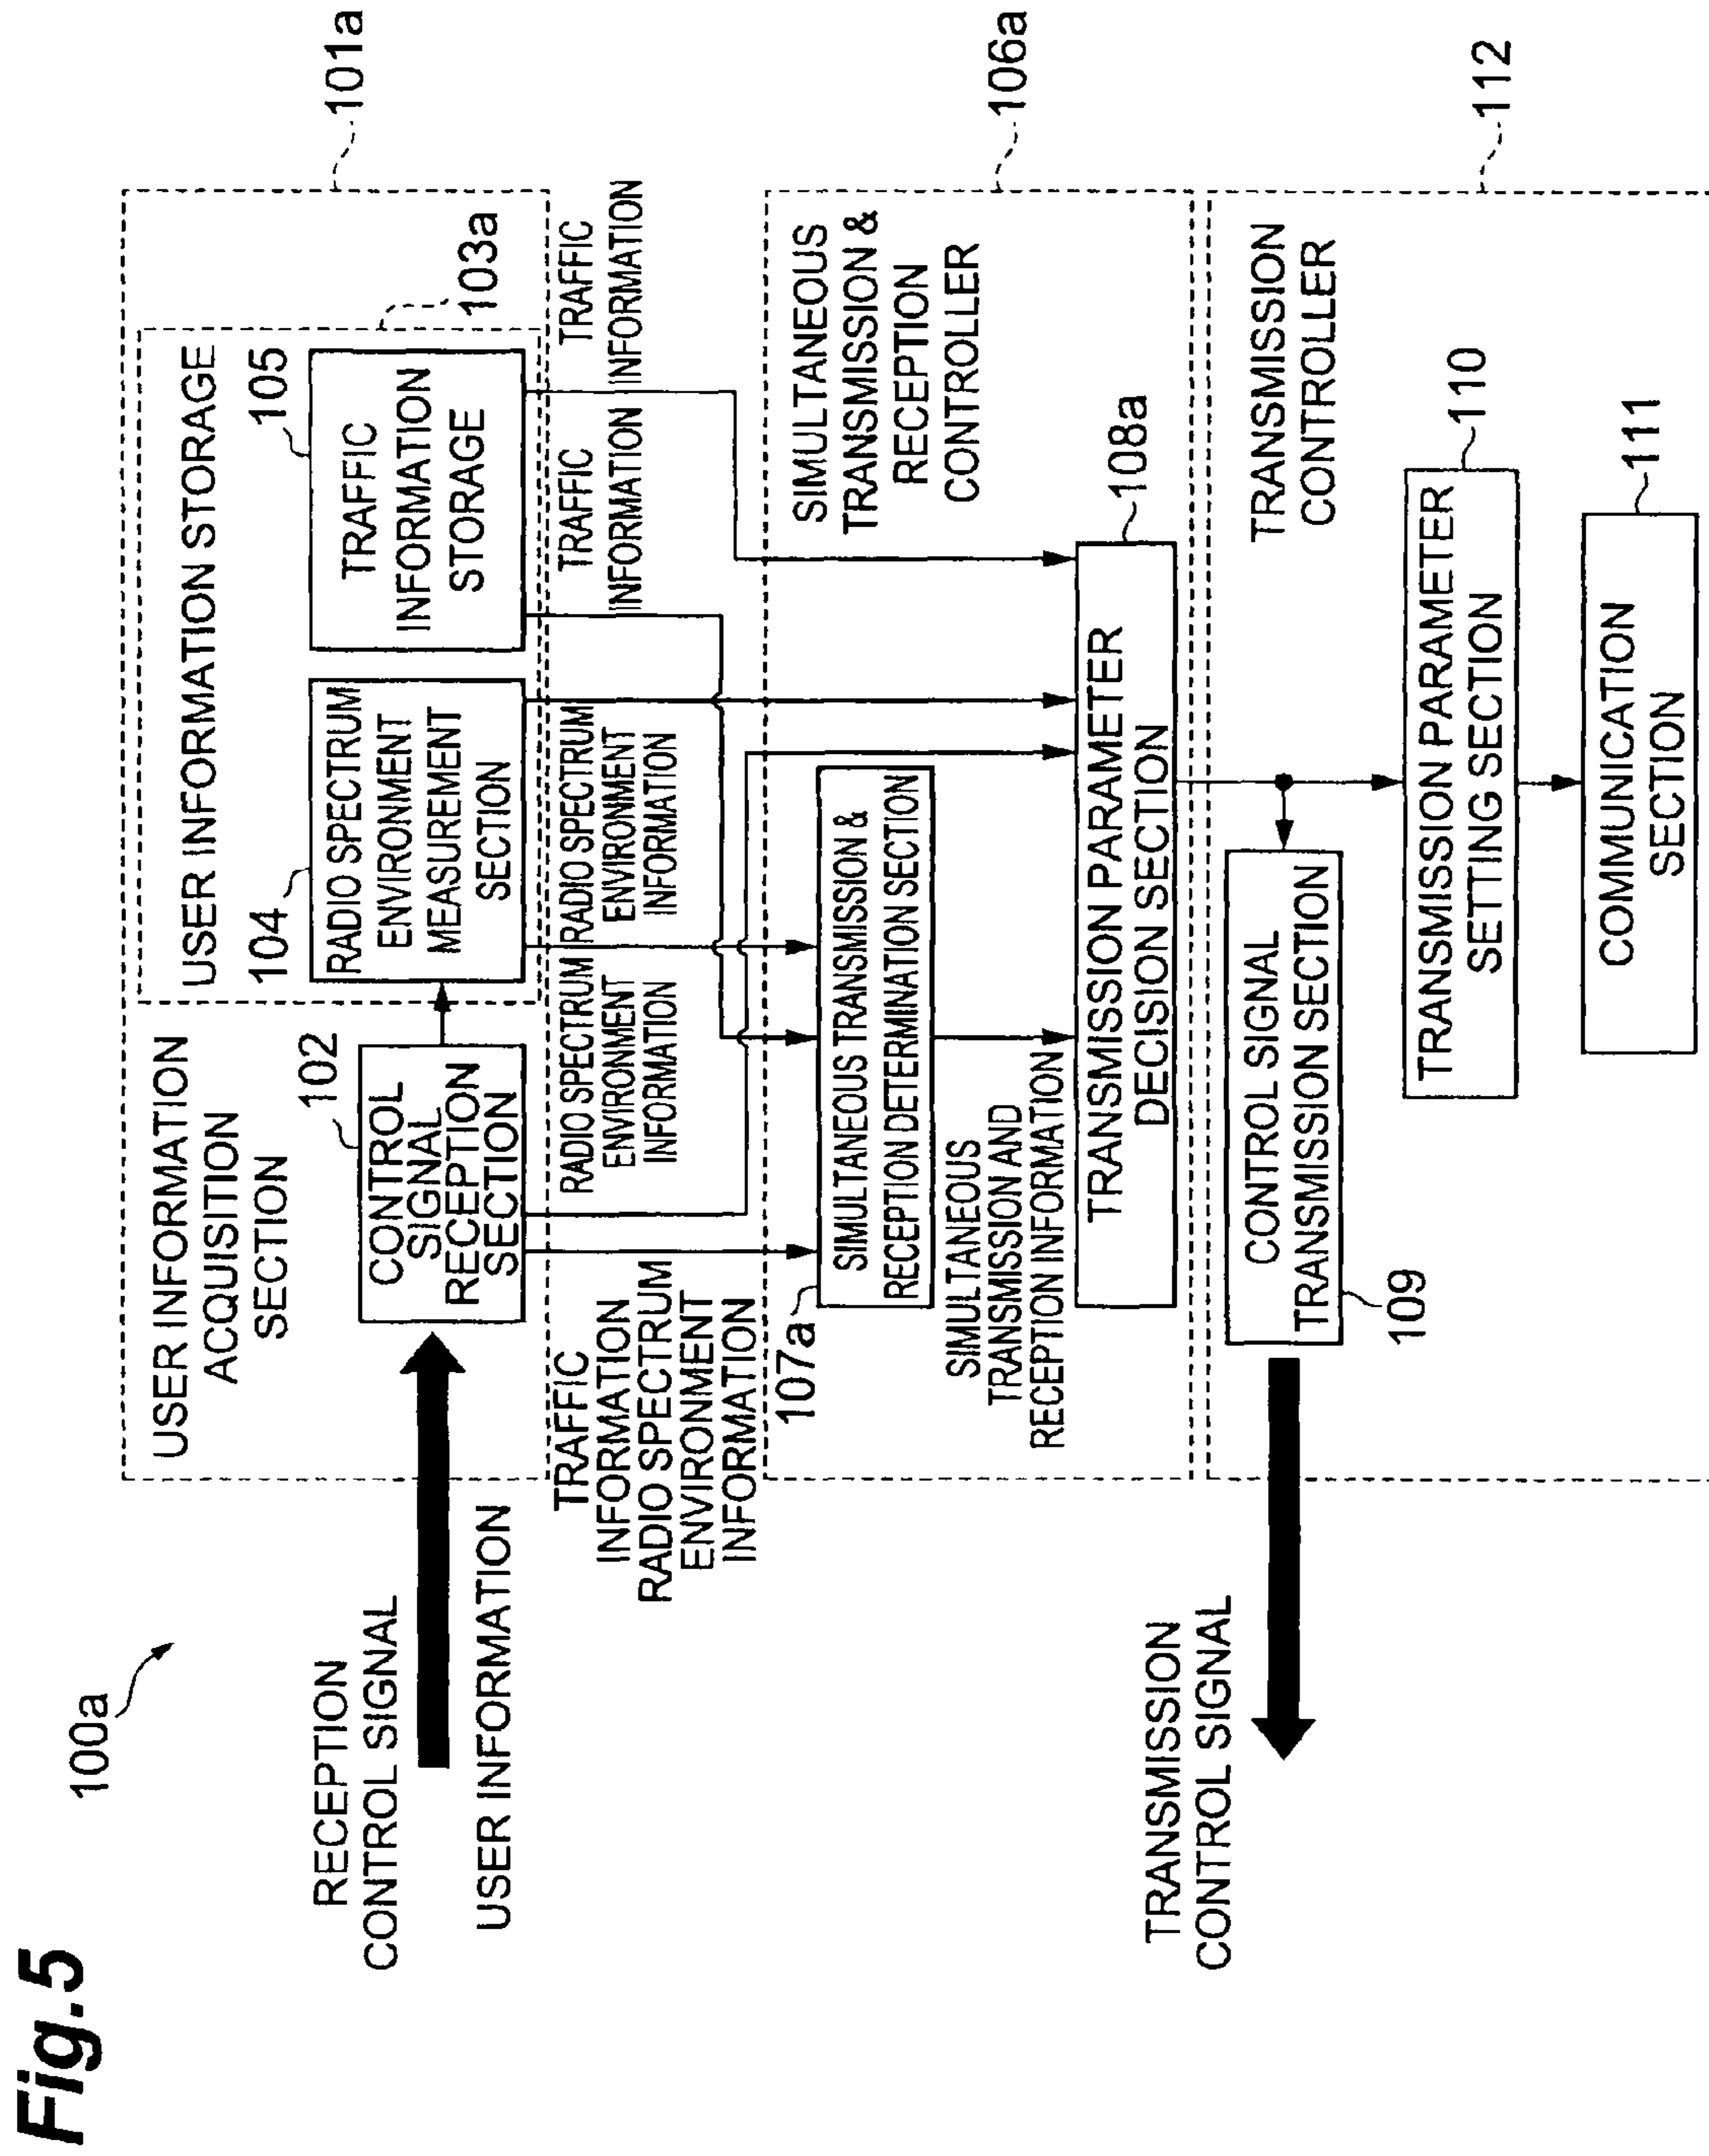 Fig.5
100a
RECEPTION
CONTROL SIGNAL
USER INFORMATION
USER INFORMATION
ACQUISITION
SECTION
101a
USER INFORMATION STORAGE
103a
102
CONTROL
SIGNAL
RECEPTION
SECTION
104
RADIO SPECTRUM
ENVIRONMENT
MEASUREMENT
SECTION
105
TRAFFIC
INFORMATION
STORAGE
TRAFFIC
INFORMATION
RADIO SPECTRUM
ENVIRONMENT
INFORMATION
RADIO SPECTRUM
ENVIRONMENT
INFORMATION
RADIO SPECTRUM
ENVIRONMENT
INFORMATION
TRAFFIC
INFORMATION
TRAFFIC
INFORMATION
106a
SIMULTANEOUS
TRANSMISSION &
RECEPTION
CONTROLLER
107a
SIMULTANEOUS TRANSMISSION &
RECEPTION DETERMINATION SECTION
SIMULTANEOUS
TRANSMISSION AND
RECEPTION INFORMATION
108a
TRANSMISSION PARAMETER
DECISION SECTION
112
TRANSMISSION
CONTROLLER
TRANSMISSION
CONTROL SIGNAL
CONTROL SIGNAL
TRANSMISSION SECTION
109
110
TRANSMISSION PARAMETER
SETTING SECTION
111
COMMUNICATION
SECTION